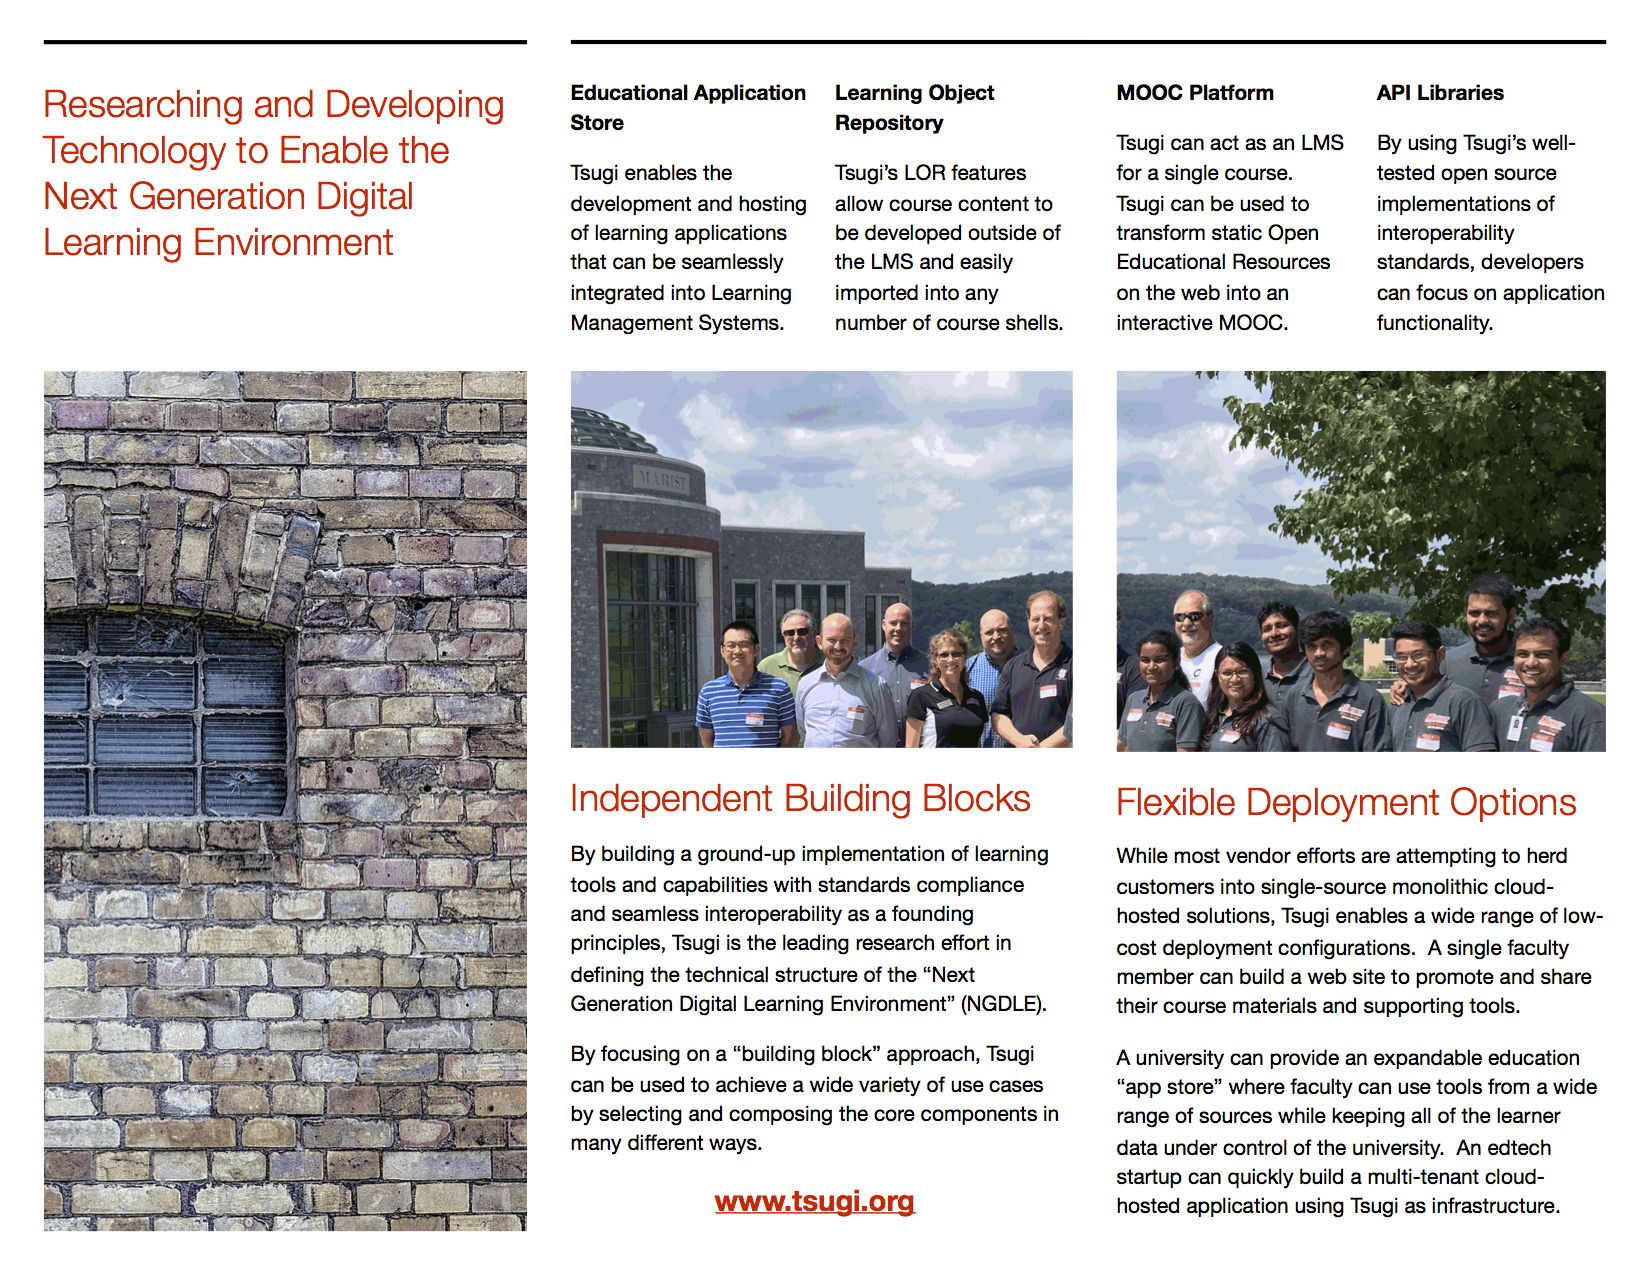 Researching and Developing
Technology to Enable the
Next Generation Digital
Learning Environment
Educational Application
Store
Tsugi enables the
development and hosting
of learning applications
that can be seamlessly
integrated into Learning
Management Systems.
Learning Object
Repository
Tsugi’s LOR features
allow course content to
be developed outside of
the LMS and easily
imported into any
number of course shells.
MOOC Platform
Tsugi can act as an LMS
for a single course.
Tsugi can be used to
transform static Open
Educational Resources
on the web into an
interactive MOOC.
API Libraries
By using Tsugi’s well-
tested open source
implementations of
interoperability
standards, developers
can focus on application
functionality.
MARIST
Independent Building Blocks
By building a ground-up implementation of learning
tools and capabilities with standards compliance
and seamless interoperability as a founding
principles, Tsugi is the leading research effort in
defining the technical structure of the “Next
Generation Digital Learning Environment” (NGDLE).
By focusing on a “building block” approach, Tsugi
can be used to achieve a wide variety of use cases
by selecting and composing the core components in
many different ways.
www.tsugi.org
Flexible Deployment Options
While most vendor efforts are attempting to herd
customers into single-source monolithic cloud-
hosted solutions, Tsugi enables a wide range of low-
cost deployment configurations.  A single faculty
member can build a web site to promote and share
their course materials and supporting tools.
A university can provide an expandable education
“app store” where faculty can use tools from a wide
range of sources while keeping all of the learner
data under control of the university.  An edtech
startup can quickly build a multi-tenant cloud-
hosted application using Tsugi as infrastructure.